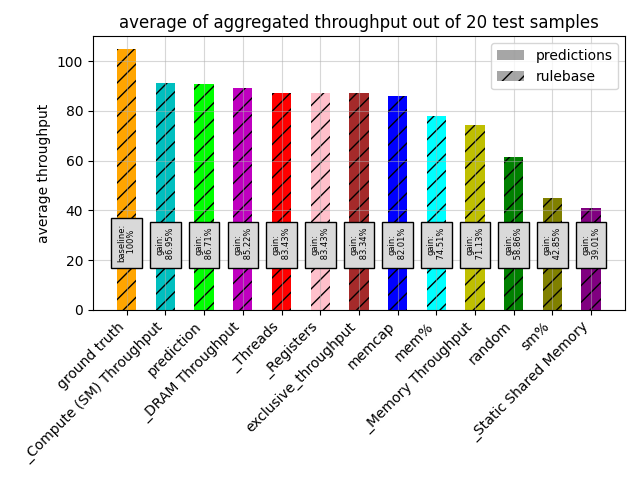 average of aggregated throughput out of 20 test samples
predictions
rulebase
average throughput
100
80
60
40
20
0
baseline:
100%
gain:
86.95%
gain:
86.71%
gain:
85.22%
gain:
83.43%
gain:
83.43%
gain:
83.34%
gain:
82.01%
gain:
74.51%
gain:
71.13%
gain:
58.86%
gain:
42.85%
gain:
39.01%
ground truth
_Compute (SM) Throughput
prediction
_DRAM Throughput
_Threads
_Registers
exclusive_throughput
memcap
mem%
_Memory Throughput
random
sm%
_Static Shared Memory